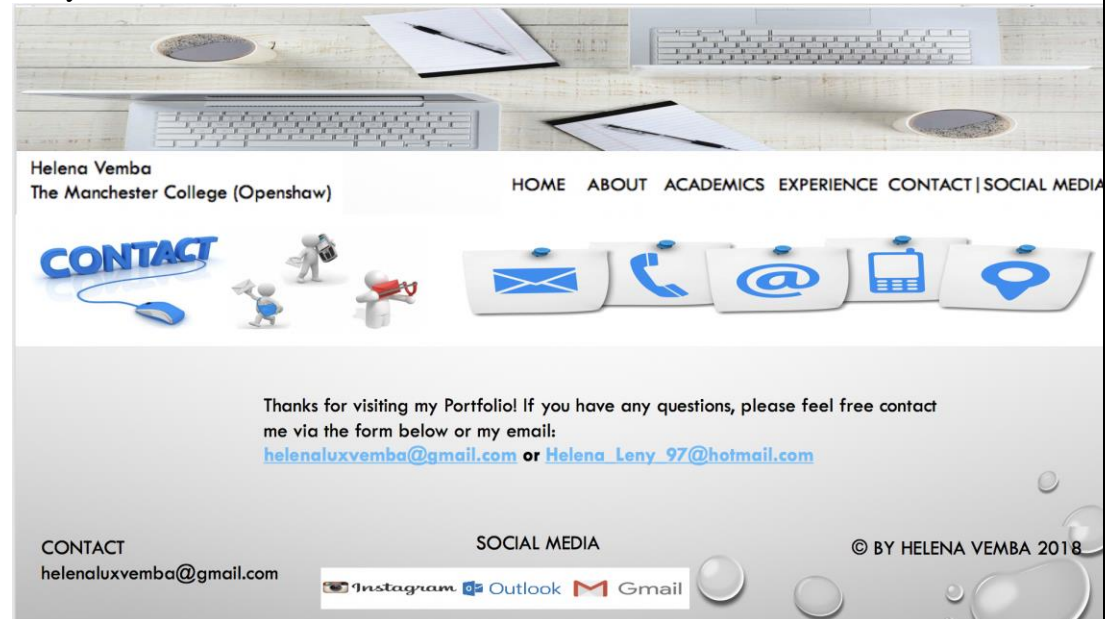 Helena Vemba
The Manchester College (Openshaw)
HOME ABOUT ACADEMICS EXPERIENCE CONTACT|SOCIAL MEDIA
CONTACT
@
Thanks for visiting my Portfolio! If you have any questions, please feel free contact
me via the form below or my email:
helenaluxvemba@gmail.com or Helena_Leny_97@hotmail.com
CONTACT
helenaluxvemba@gmail.com
SOCIAL MEDIA
Instagram Outlook Gmail
© BY HELENA VEMBA 2018